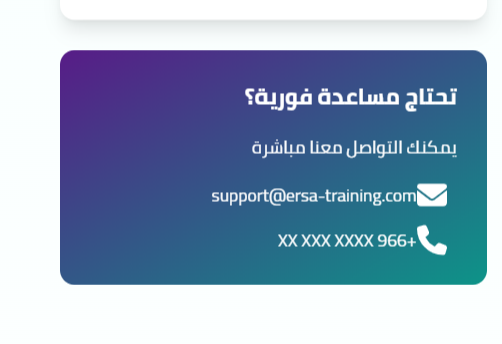 تحتاج مساعدة فورية؟
يمكنك التواصل معنا مباشرة
support@ersa-training.com
+966 XX XXX XXXX